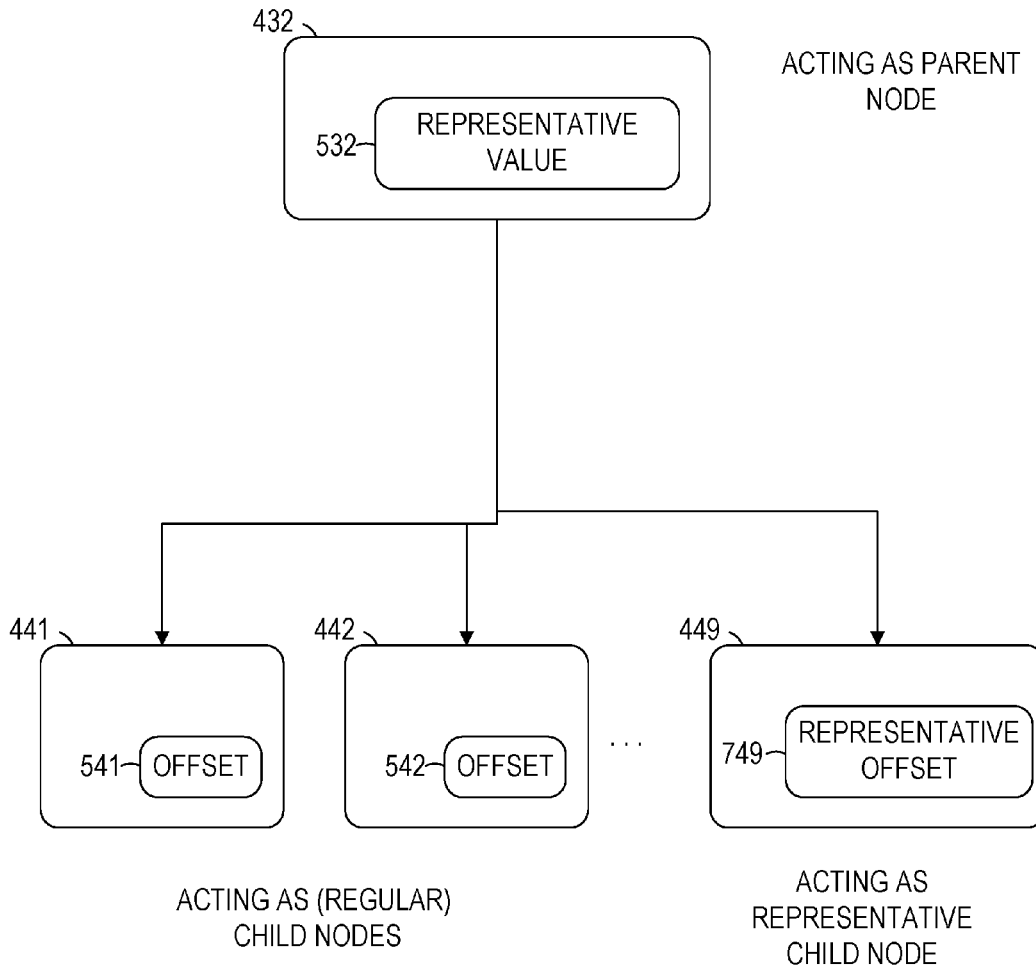 432
ACTING AS PARENT
NODE
532
REPRESENTATIVE
VALUE
441
442
449
541
OFFSET
542
OFFSET
. . .
749
REPRESENTATIVE
OFFSET
ACTING AS (REGULAR)
CHILD NODES
ACTING AS
REPRESENTATIVE
CHILD NODE